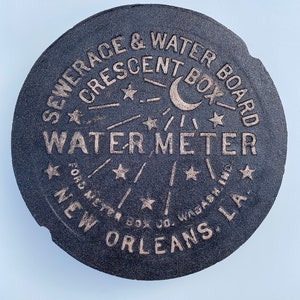 SEWERAGE & WATER BOARD
CRESCENT BOX
WATER METER
FORD METER BOX CO. WABASH, IND.
NEW ORLEANS, LA.